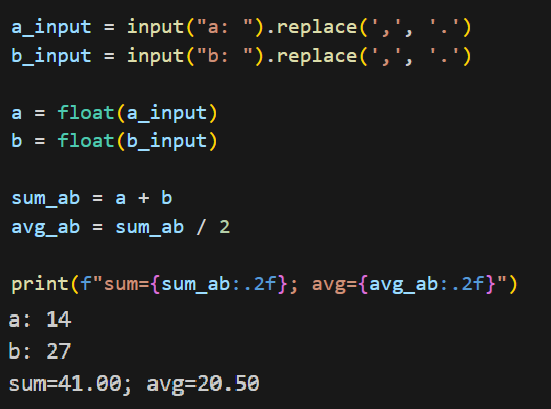 a_input = input("a: ").replace(',', '.')
b_input = input("b: ").replace(',', '.')
a = float(a_input)
b = float(b_input)
sum_ab = a + b
avg_ab = sum_ab / 2
print(f"sum={sum_ab:.2f}; avg={avg_ab:.2f}")
a: 14
b: 27
sum=41.00; avg=20.50